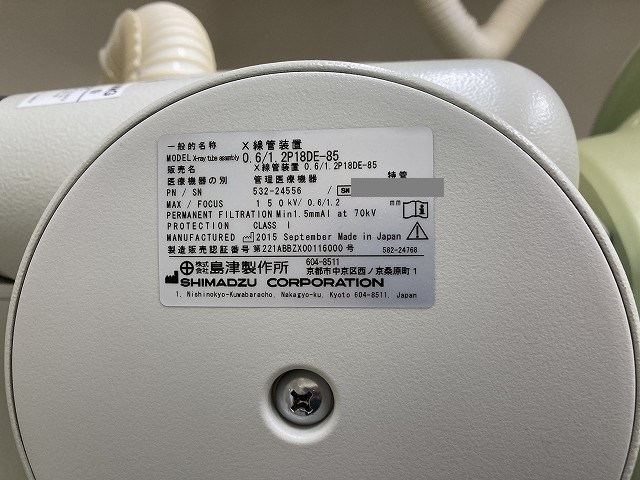 一般的名称 X線管装置
MODEL X-ray tube assembly 0.6/1.2P18DE-85
販売名 X線管装置 0.6/1.2P18DE-85
医療機器の別 管理医療機器 特管
PN / SN 532-24556 / SN
MAX / FOCUS 150kV/ 0.6/1.2 mm
PERMANENT FILTRATION Min1.5mmAl at 70kV
PROTECTION CLASS I
MANUFACTURED 2015 September Made in Japan
製造販売認証番号 第221ABBZX00116000号 562-24768
株式会社 島津製作所 604-8511
京都市中京区西ノ京桑原町1
SHIMADZU CORPORATION
1, Nishinokyo-Kuwabaracho, Nakagyo-ku, Kyoto 604-8511, Japan